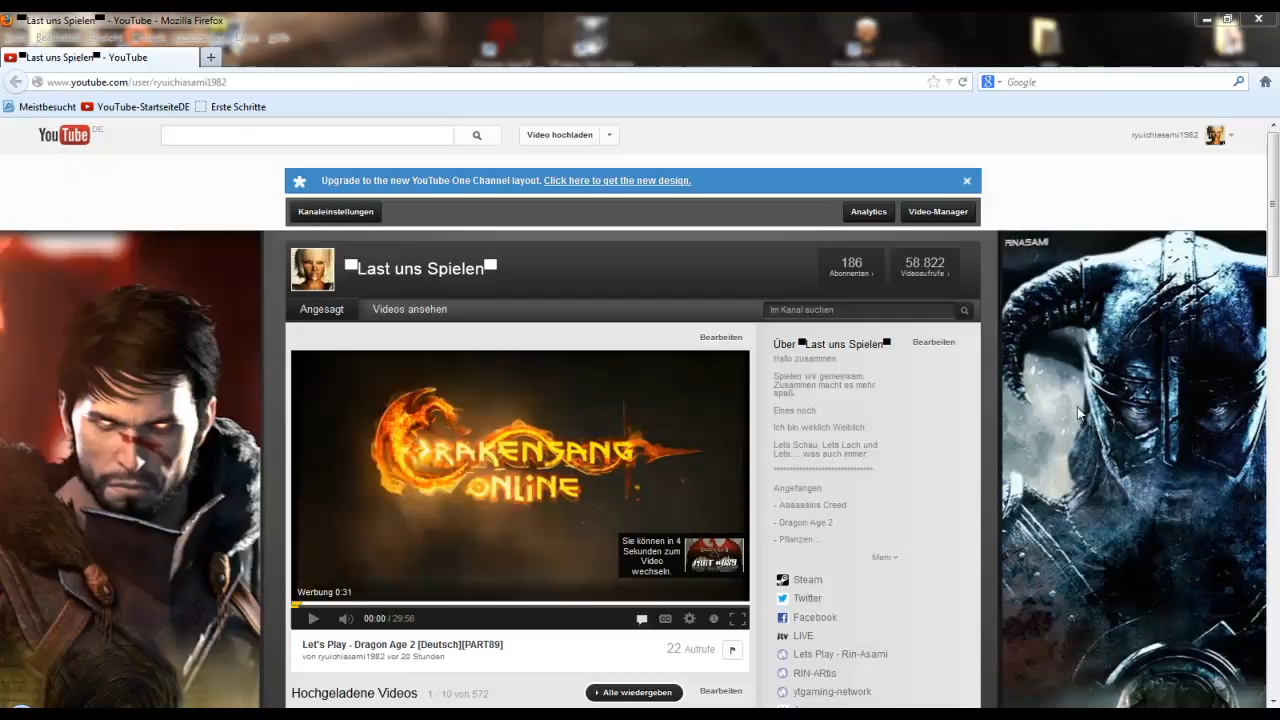 ▀Last uns Spielen▀ - YouTube - Mozilla Firefox
▀Last uns Spielen▀ - YouTube
+
www.youtube.com/user/ryuichiasami1982
Google
Meistbesucht YouTube-StartseiteDE Erste Schritte
YouTube DE
Video hochladen
ryuichiasami1982
Upgrade to the new YouTube One Channel layout. Click here to get the new design.
Kanaleinstellungen
Analytics
Video-Manager
▀Last uns Spielen▀
186
Abonnenten ›
58.822
Videoaufrufe ›
Angesagt Videos ansehen
Im Kanal suchen
Bearbeiten
DRAKENSANG
ONLINE
Sie können in 4
Sekunden zum
Video
wechseln.
PART #089
Werbung 0:31
00:00 / 29:56
Let's Play - Dragon Age 2 [Deutsch][PART89]
von ryuichiasami1982 vor 20 Stunden
22 Aufrufe
Hochgeladene Videos 1 - 10 von 572
Alle wiedergeben
Bearbeiten
Über ▀Last uns Spielen▀
Bearbeiten
Hallo zusammen.
Spielen wir gemeinsam.
Zusammen macht es mehr
spaß.
Eines noch.
Ich bin wirklich Weiblich.
Lets Schau, Lets Lach und
Lets.... was auch immer.
******************************
Angefangen
- Assassins Creed
- Dragon Age 2
- Pflanzen...
Mehr
Steam
Twitter
Facebook
jtv LIVE
Lets Play - Rin-Asami
RIN-ARtis
ytgaming-network
RINASAMI